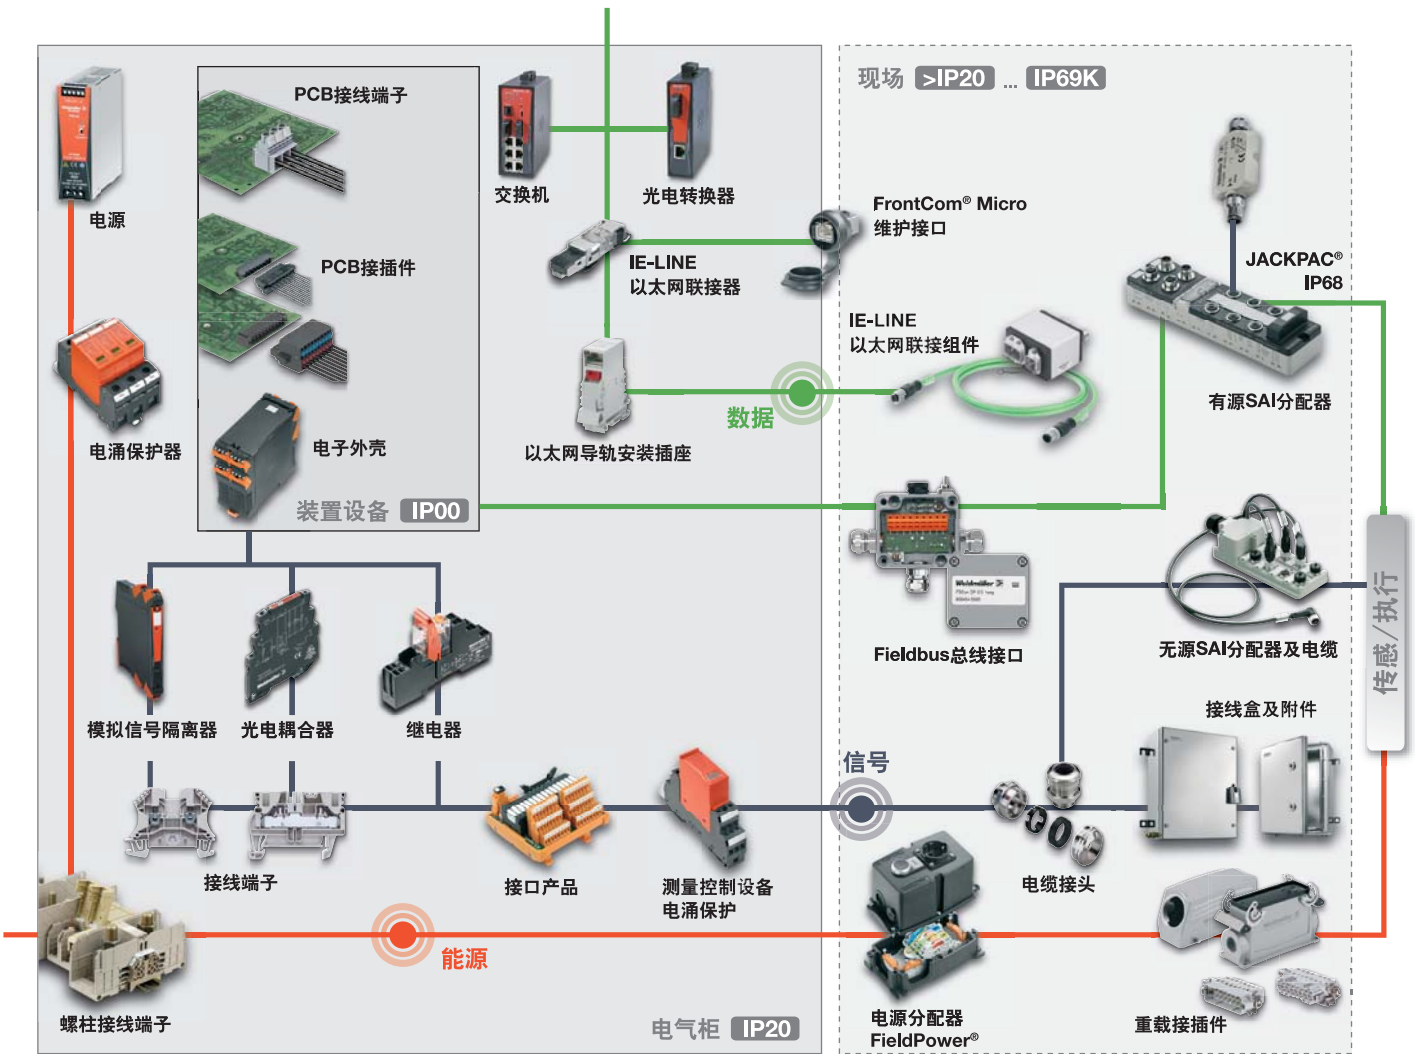 现场 >IP20 ... IP69K
PCB接线端子
电源
交换机
光电转换器
FrontCom® Micro
维护接口
PCB接插件
IE-LINE
以太网联接器
JACKPAC®
IP68
IE-LINE
以太网联接组件
有源SAI分配器
数据
电涌保护器
电子外壳
以太网导轨安装插座
装置设备 IP00
传感/执行
Weidmüller
Fieldbus总线接口
无源SAI分配器及电缆
模拟信号隔离器
光电耦合器
继电器
接线盒及附件
信号
接线端子
接口产品
测量控制设备
电涌保护
电缆接头
能源
螺柱接线端子
电气柜 IP20
电源分配器
FieldPower®
重载接插件